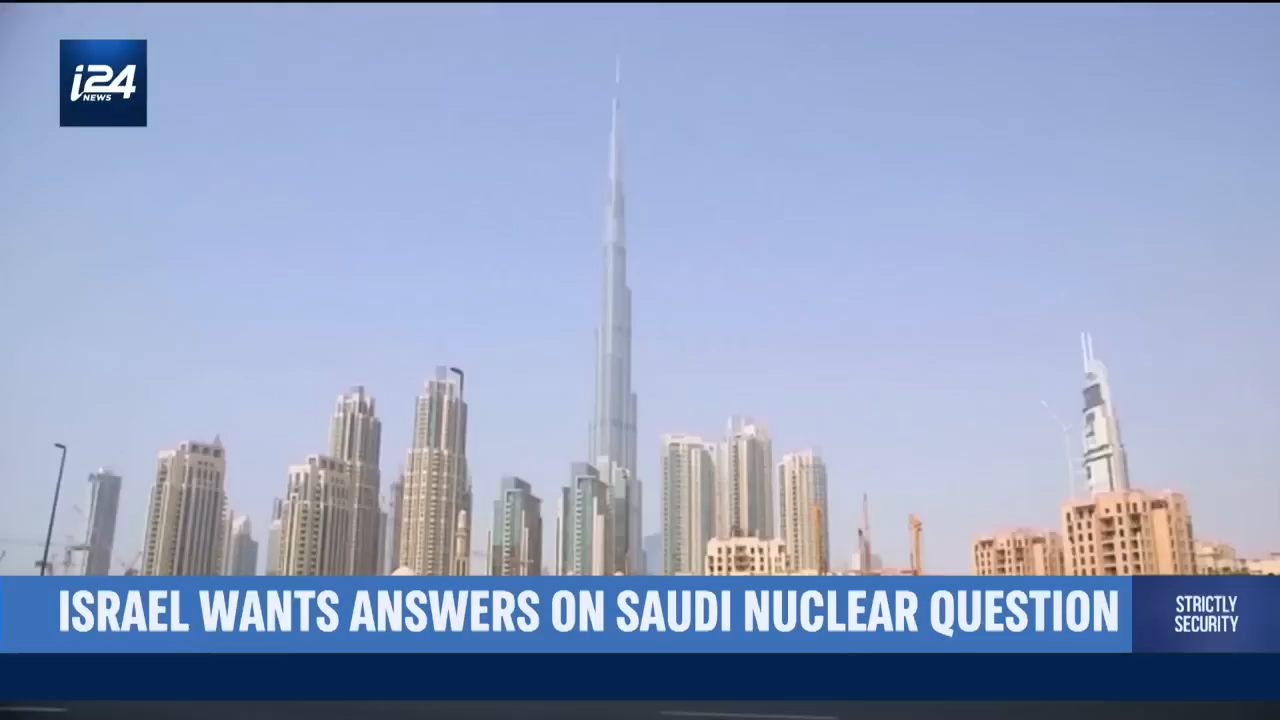 i24
NEWS
ISRAEL WANTS ANSWERS ON SAUDI NUCLEAR QUESTION
STRICTLY
SECURITY